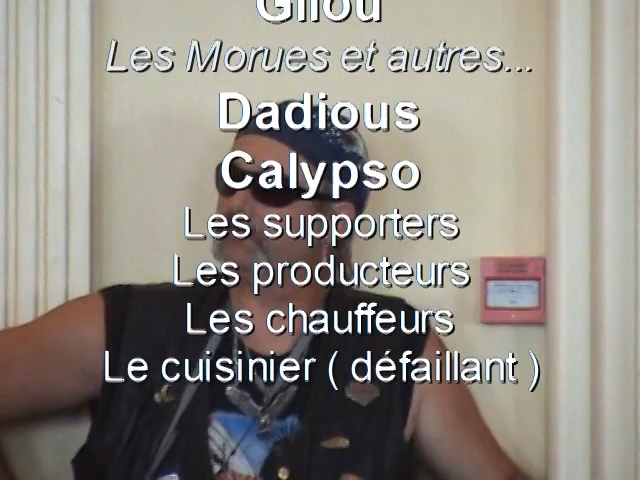 Gilou
Les Morues et autres...
Dadious
Calypso
Les supporters
Les producteurs
Les chauffeurs
Le cuisinier ( défaillant )